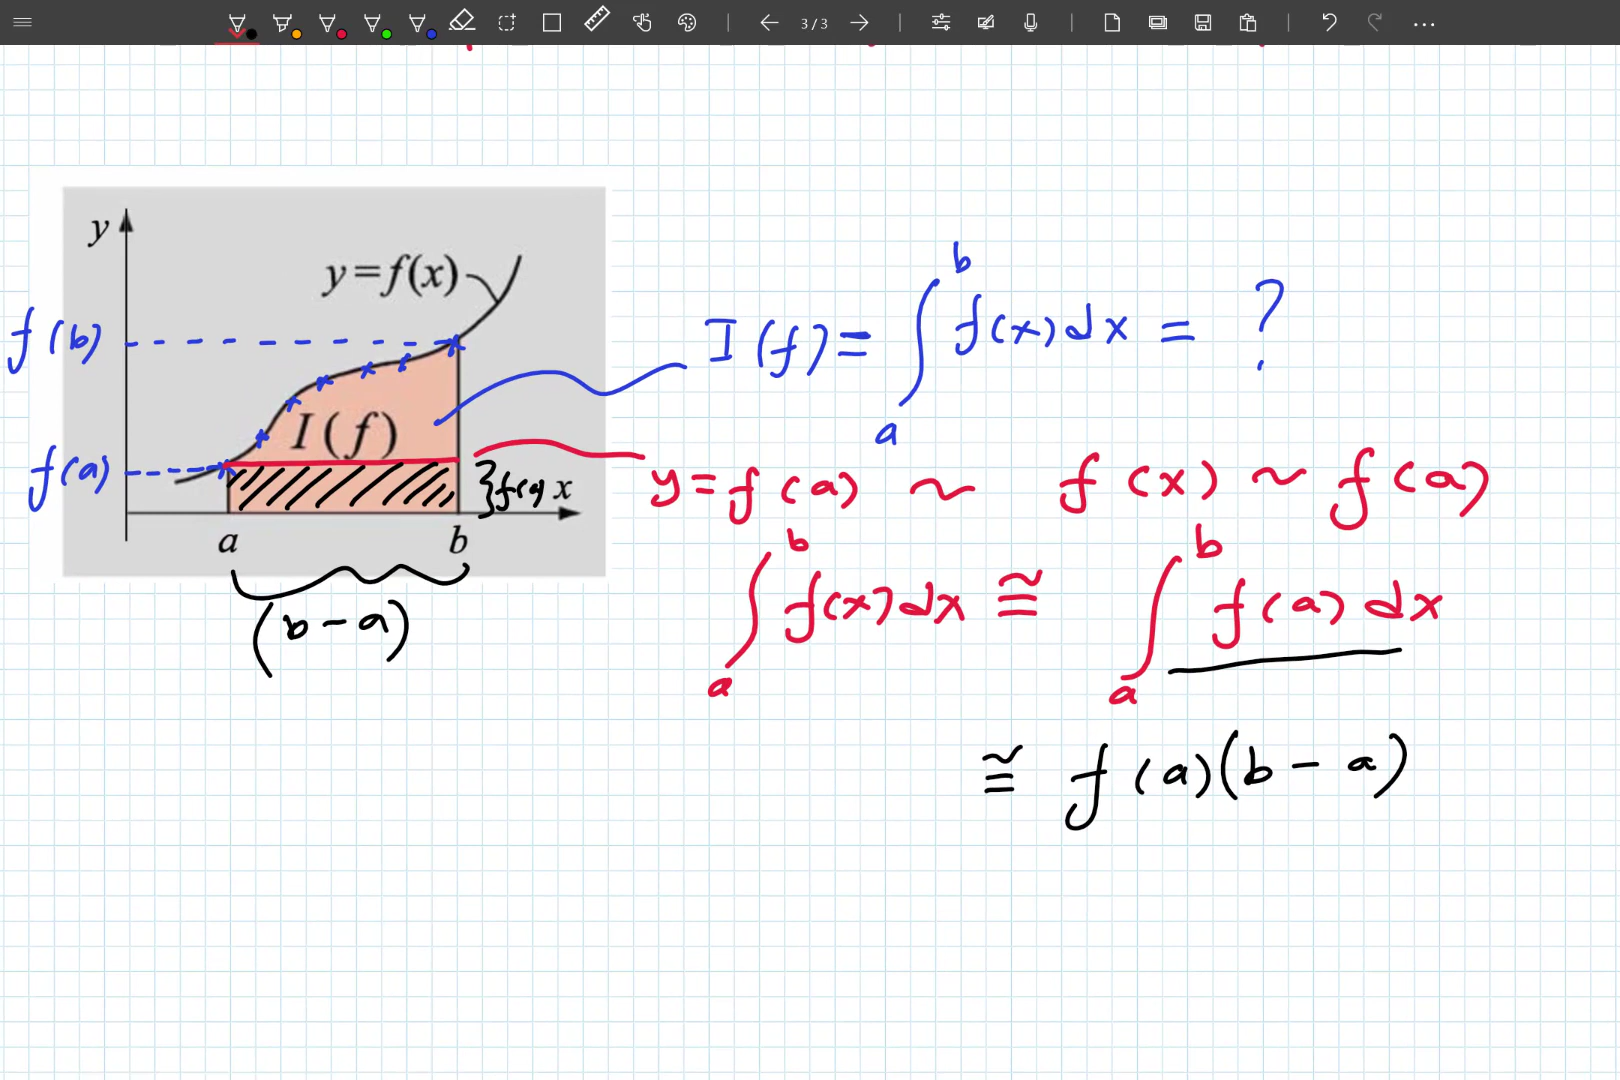 3/3
y
y=f(x)
f(b)
I(f) = ∫_a^b f(x)dx = ?
I(f)
f(a)
}f(a) x
y = f(a) ~ f(x) ~ f(a)
a b
(b-a)
∫_a^b f(x)dx ≅ ∫_a^b f(a)dx
≅ f(a)(b-a)